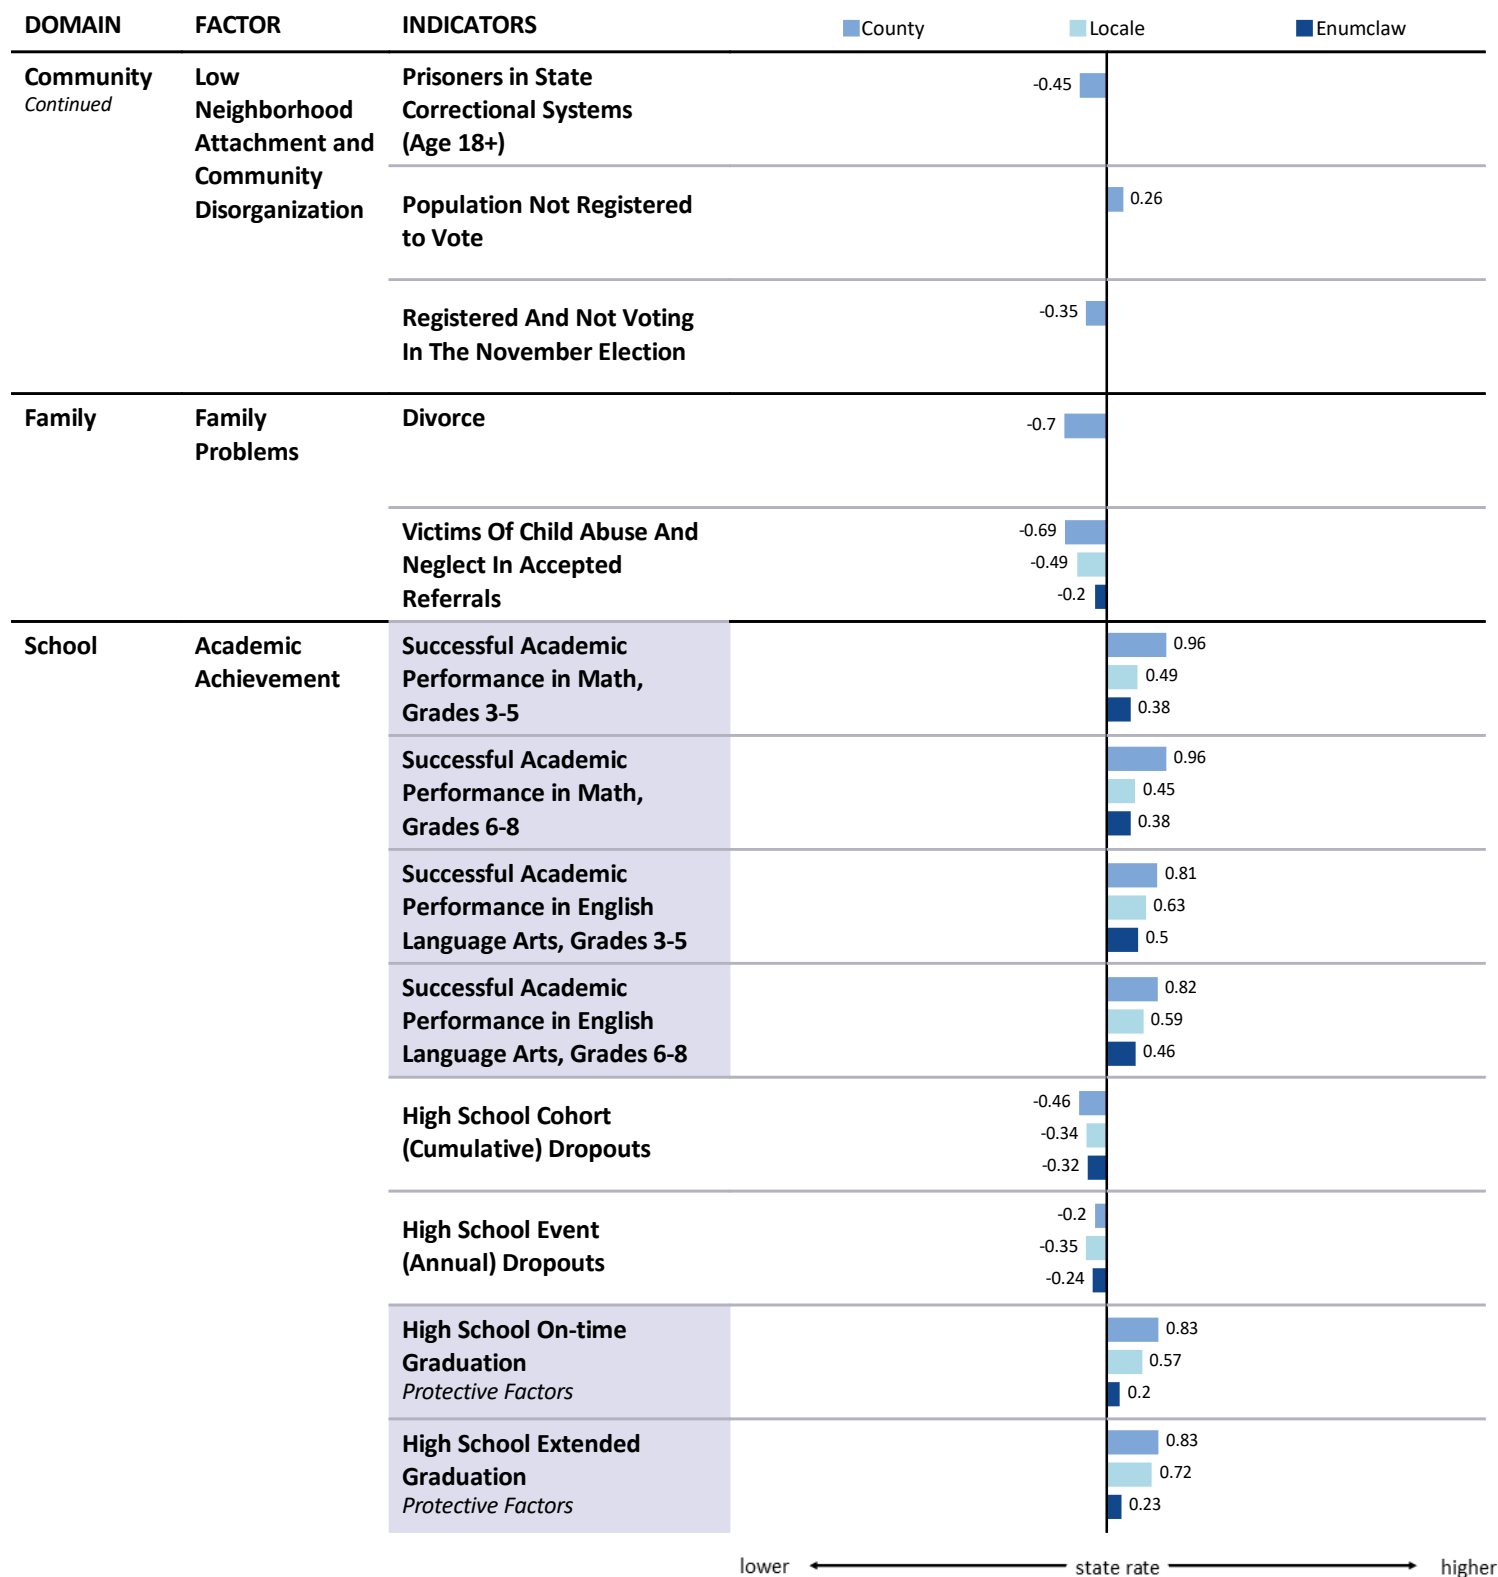 DOMAIN FACTOR INDICATORS County Locale Enumclaw
Community
Continued
Low
Neighborhood
Attachment and
Community
Disorganization
Prisoners in State
Correctional Systems
(Age 18+)
-0.45
Population Not Registered
to Vote
0.26
Registered And Not Voting
In The November Election
-0.35
Family
Family
Problems
Divorce
-0.7
Victims Of Child Abuse And
Neglect In Accepted
Referrals
-0.69
-0.49
-0.2
School
Academic
Achievement
Successful Academic
Performance in Math,
Grades 3-5
0.96
0.49
0.38
Successful Academic
Performance in Math,
Grades 6-8
0.96
0.45
0.38
Successful Academic
Performance in English
Language Arts, Grades 3-5
0.81
0.63
0.5
Successful Academic
Performance in English
Language Arts, Grades 6-8
0.82
0.59
0.46
High School Cohort
(Cumulative) Dropouts
-0.46
-0.34
-0.32
High School Event
(Annual) Dropouts
-0.2
-0.35
-0.24
High School On-time
Graduation
Protective Factors
0.83
0.57
0.2
High School Extended
Graduation
Protective Factors
0.83
0.72
0.23
lower state rate higher